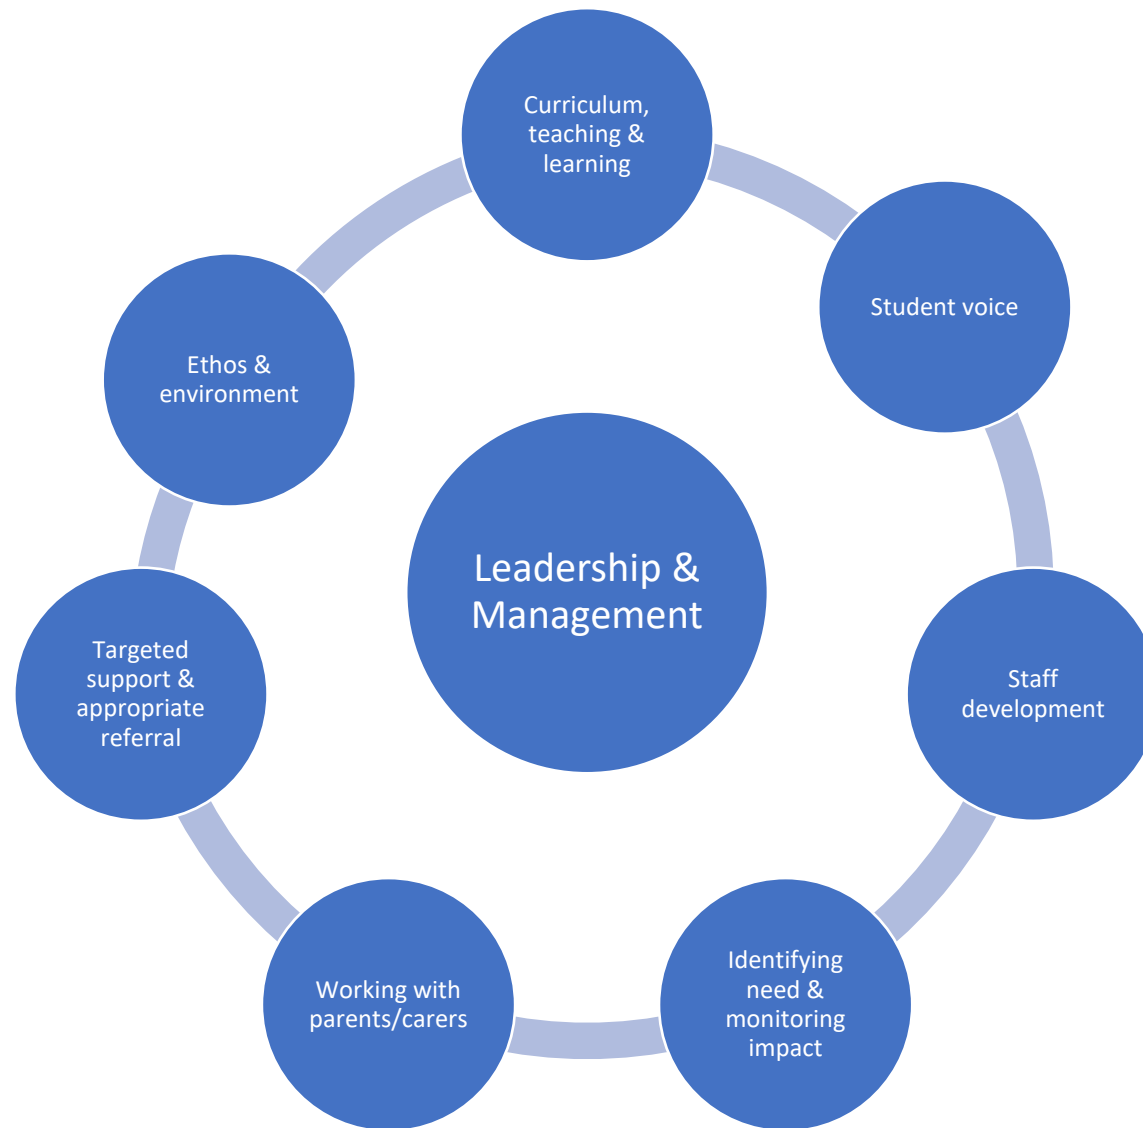 Curriculum,
teaching &
learning
Student voice
Staff
development
Identifying
need &
monitoring
impact
Working with
parents/carers
Targeted
support &
appropriate
referral
Ethos &
environment
Leadership &
Management